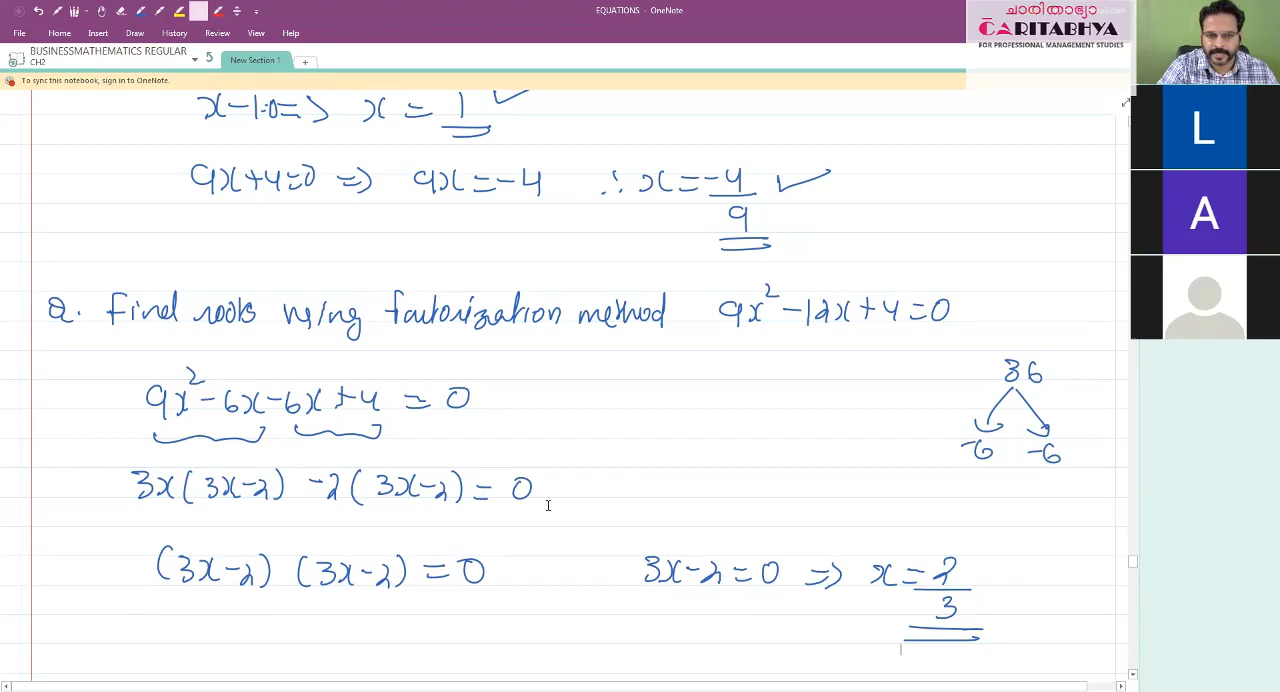 EQUATIONS - OneNote
ചാരിതാഭ്യാ
CARITABHYA
FOR PROFESSIONAL MANAGEMENT STUDIES
File Home Insert Draw History Review View Help
BUSINESSMATHEMATICS REGULAR
CH2
New Section 1
To sync this notebook, sign in to OneNote.
x-1=0 => x = 1 ✓
9x+4=0 => 9x = -4 ∴ x = -4/9 ✓
Q. Find roots using factorization method 9x²-12x+4=0
36
-6 -6
9x²-6x-6x+4 = 0
3x(3x-2) -2(3x-2) = 0
(3x-2) (3x-2) = 0 3x-2=0 => x = 2/3
L
A